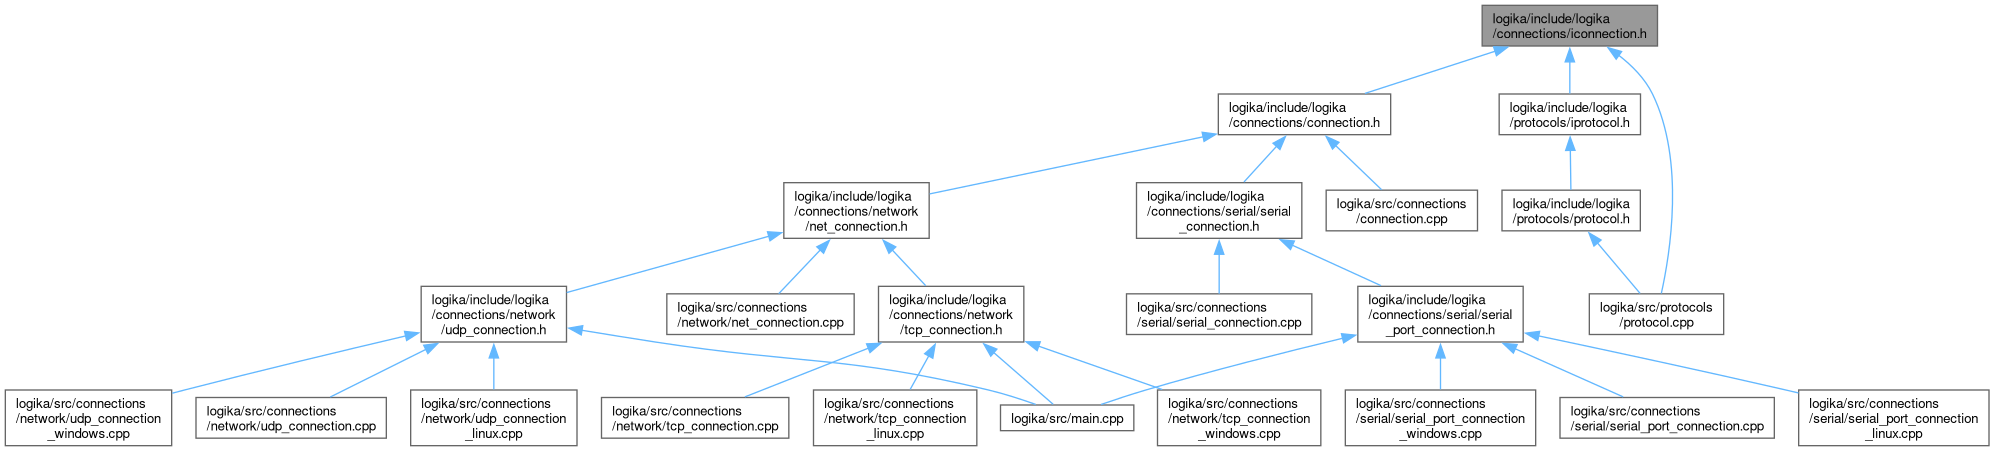 logika/include/logika
/connections/iconnection.h
logika/include/logika
/connections/connection.h
logika/include/logika
/protocols/iprotocol.h
logika/include/logika
/connections/network
/net_connection.h
logika/include/logika
/connections/serial/serial
_connection.h
logika/src/connections
/connection.cpp
logika/include/logika
/protocols/protocol.h
logika/include/logika
/connections/network
/udp_connection.h
logika/src/connections
/network/net_connection.cpp
logika/include/logika
/connections/network
/tcp_connection.h
logika/src/connections
/serial/serial_connection.cpp
logika/include/logika
/connections/serial/serial
_port_connection.h
logika/src/protocols
/protocol.cpp
logika/src/connections
/network/udp_connection
_windows.cpp
logika/src/connections
/network/udp_connection.cpp
logika/src/connections
/network/udp_connection
_linux.cpp
logika/src/connections
/network/tcp_connection.cpp
logika/src/connections
/network/tcp_connection
_linux.cpp
logika/src/main.cpp
logika/src/connections
/network/tcp_connection
_windows.cpp
logika/src/connections
/serial/serial_port_connection
_windows.cpp
logika/src/connections
/serial/serial_port_connection.cpp
logika/src/connections
/serial/serial_port_connection
_linux.cpp